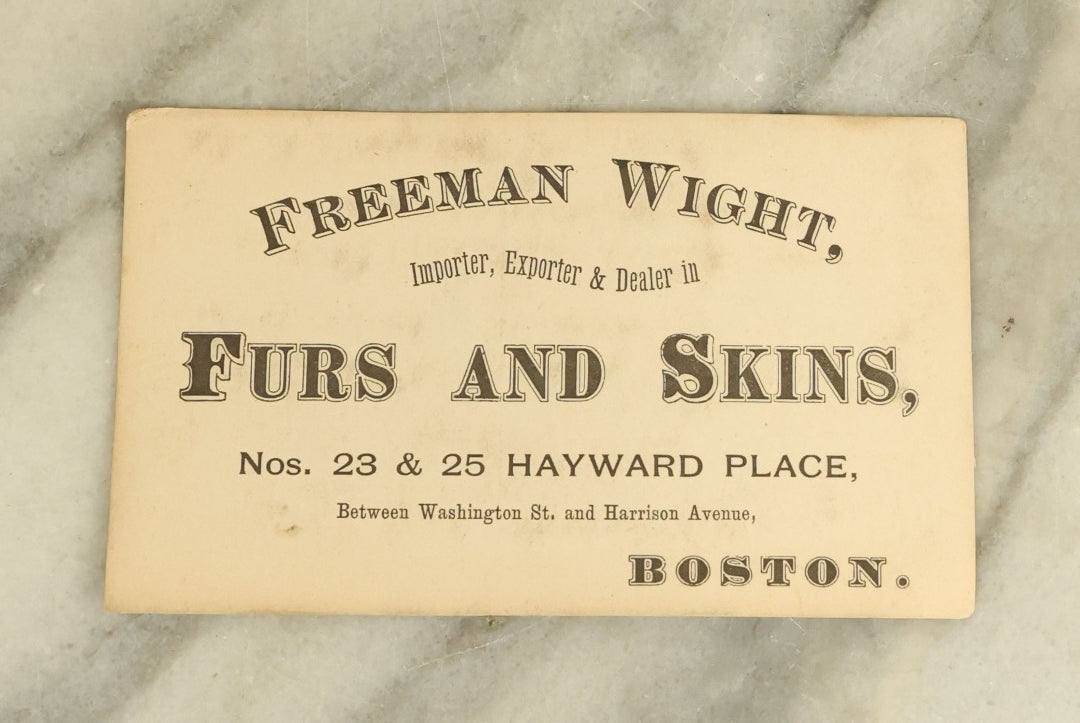 FREEMAN WIGHT,
Importer, Exporter & Dealer in
FURS AND SKINS,
Nos. 23 & 25 HAYWARD PLACE,
Between Washington St. and Harrison Avenue,
BOSTON.